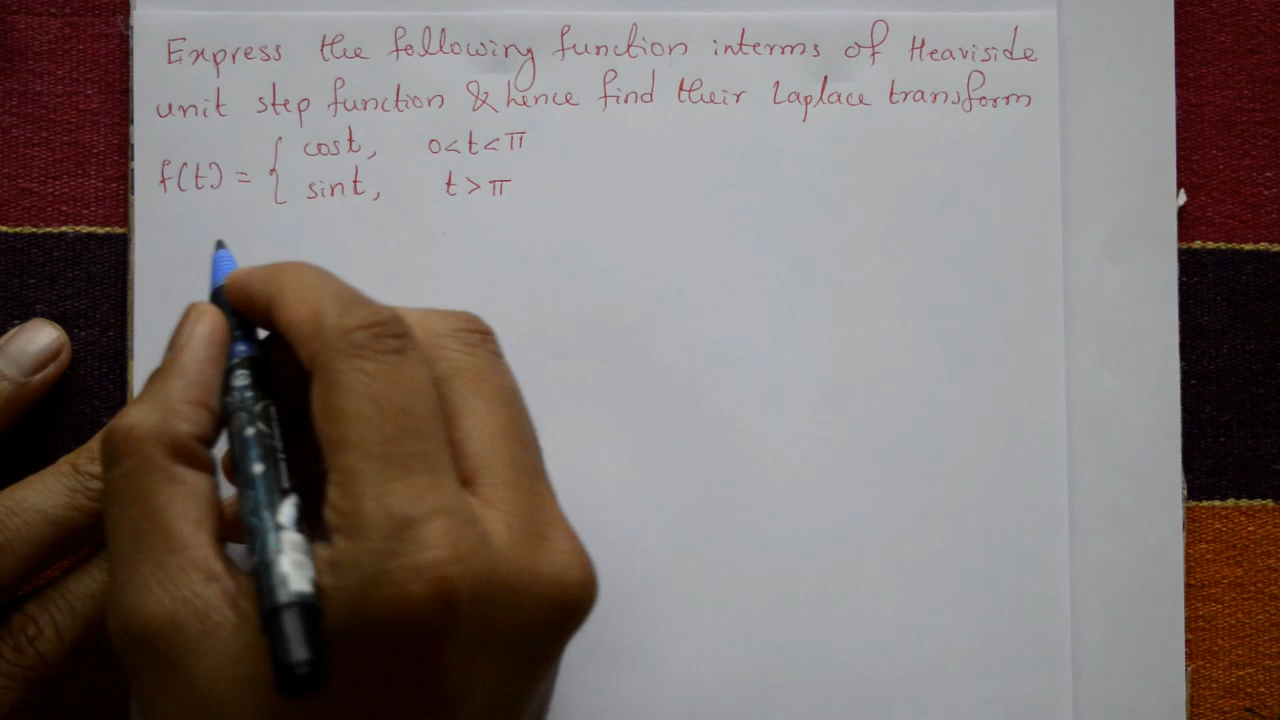 Express the following function interms of Heaviside
unit step function & hence find their Laplace transform
f(t) = { cost, 0<t<π
sint, t>π